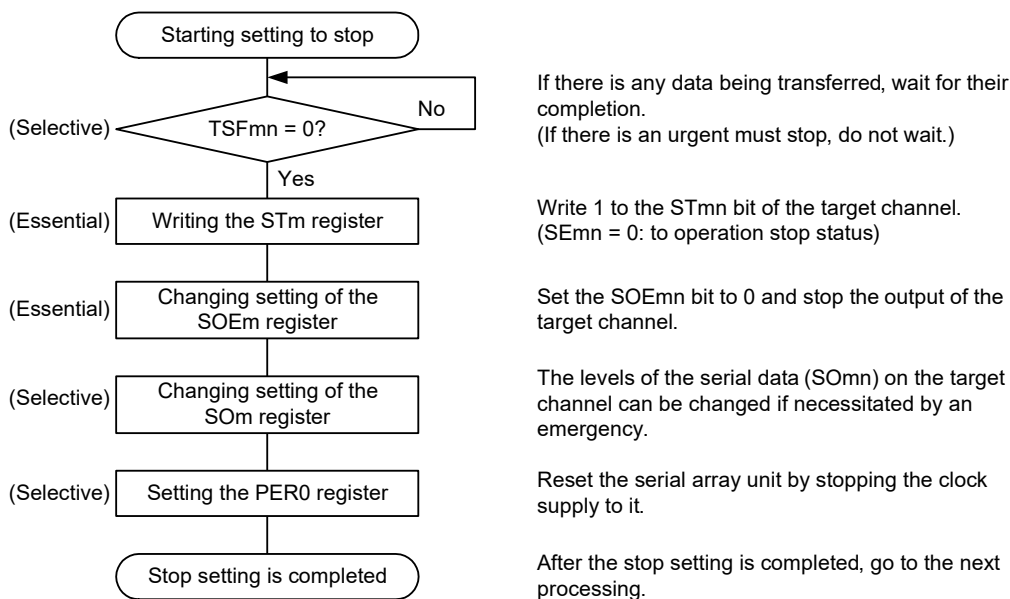 Starting setting to stop
If there is any data being transferred, wait for their
completion.
(If there is an urgent must stop, do not wait.)
No
(Selective)
TSFmn = 0?
Yes
(Essential)
Writing the STm register
Write 1 to the STmn bit of the target channel.
(SEmn = 0: to operation stop status)
(Essential)
Changing setting of the
SOEm register
Set the SOEmn bit to 0 and stop the output of the
target channel.
(Selective)
Changing setting of the
SOm register
The levels of the serial data (SOmn) on the target
channel can be changed if necessitated by an
emergency.
(Selective)
Setting the PER0 register
Reset the serial array unit by stopping the clock
supply to it.
Stop setting is completed
After the stop setting is completed, go to the next
processing.